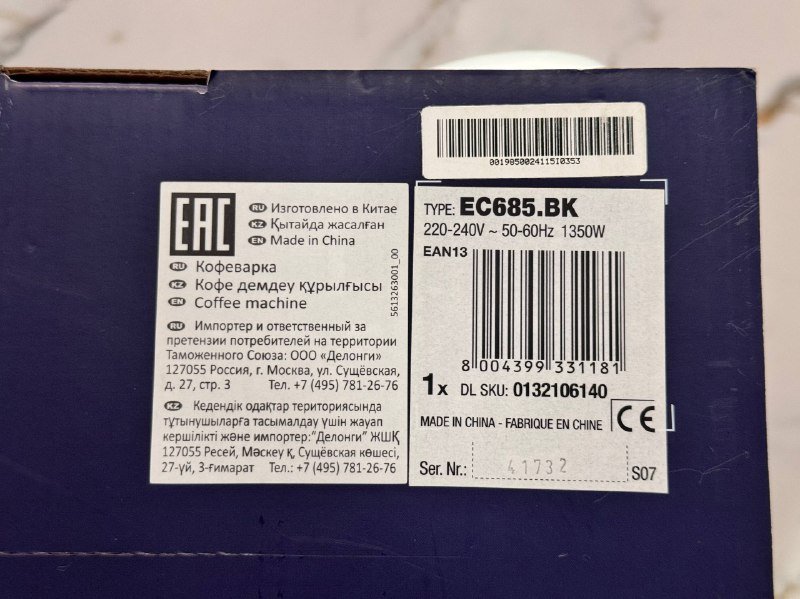 0019850024115I0353
EAC
RU Изготовлено в Китае
KZ Қытайда жасалған
EN Made in China
RU Кофеварка
KZ Кофе демдеу құрылғысы
EN Coffee machine
5613263001_00
RU Импортер и ответственный за
претензии потребителей на территории
Таможенного Союза: ООО «Делонги»
127055 Россия, г. Москва, ул. Сущёвская,
д. 27, стр. 3 Тел. +7 (495) 781-26-76
KZ Кедендік одақтар териториясында
тұтынушыларға тасымалдау үшін жауап
кершілікті және импортер:"Делонги" ЖШҚ
127055 Ресей, Мәскеу қ, Сущёвская көшесі,
27-үй, 3-ғимарат Тел.: +7 (495) 781-26-76
TYPE: EC685.BK
220-240V ~ 50-60Hz 1350W
EAN13
8 004399 331181
1x DL SKU: 0132106140
MADE IN CHINA - FABRIQUE EN CHINE CE
Ser. Nr.: 41732
S07